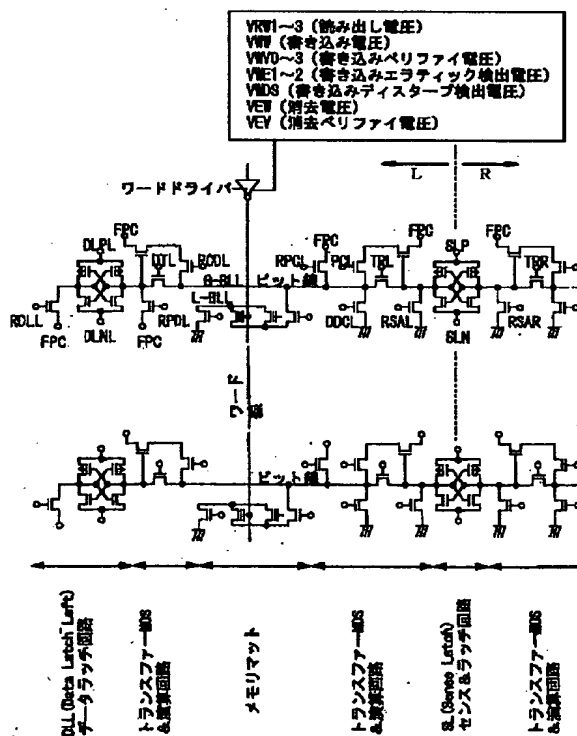 VRW1~3 (読み出し電圧)
VWW (書き込み電圧)
VWV0~3 (書き込みベリファイ電圧)
VWE1~2 (書き込みエラティック検出電圧)
VWDS (書き込みディスターブ検出電圧)
VEW (消去電圧)
VEV (消去ベリファイ電圧)
L R
ワードドライバ
FPC FPC FPC FPC
DLPL DTL RCDL RPCL PCL TRL SLP TRR
G-BLL ビット線
L-BLL
RDLL DLNL RPDL DDCL RSAL SLN RSAR
FPC FPC
ワード線
ビット線
DLL(Data Latch Left)
データラッチ回路
トランスファーMOS
&演算回路
メモリマット
トランスファーMOS
&演算回路
SL(Sense Latch)
センス&ラッチ回路
トランスファーMOS
&演算回路